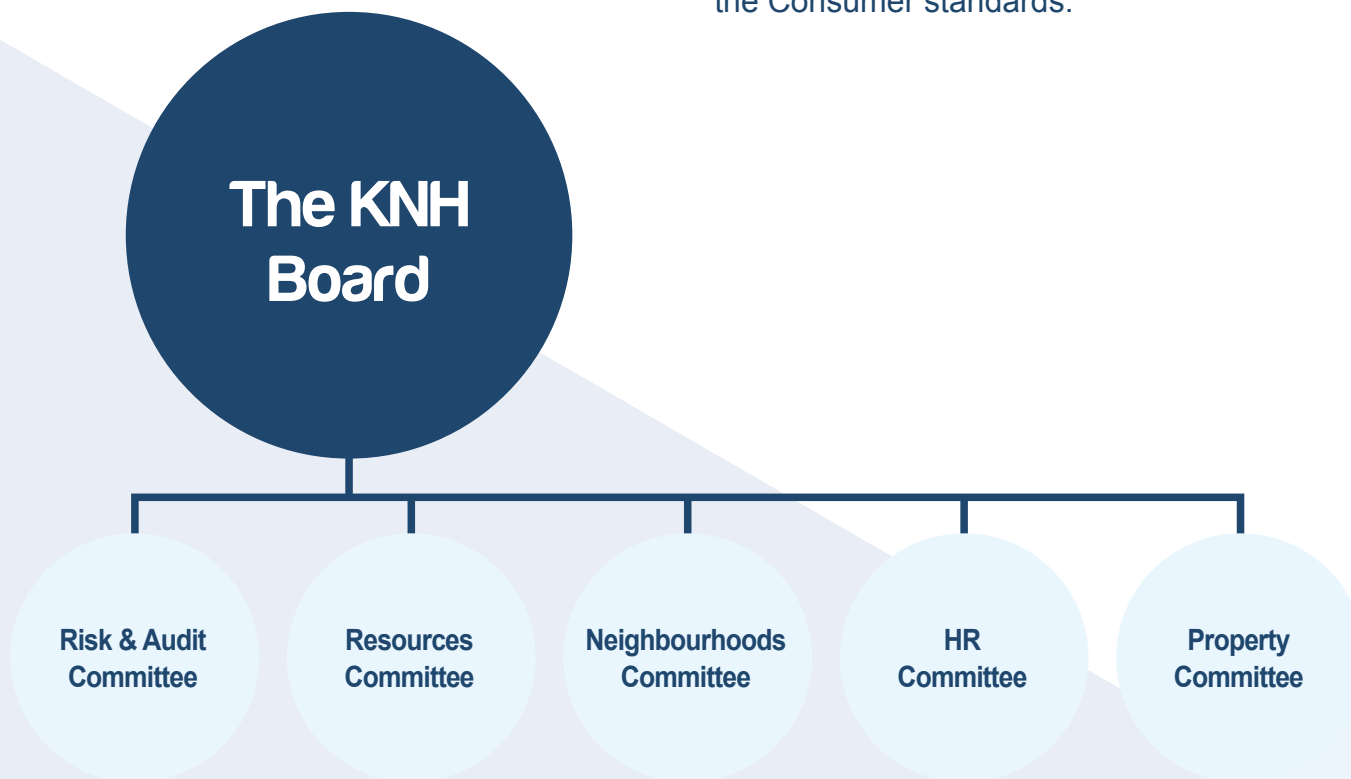 the Consumer standards.
The KNH
Board
Risk & Audit
Committee
Resources
Committee
Neighbourhoods
Committee
HR
Committee
Property
Committee